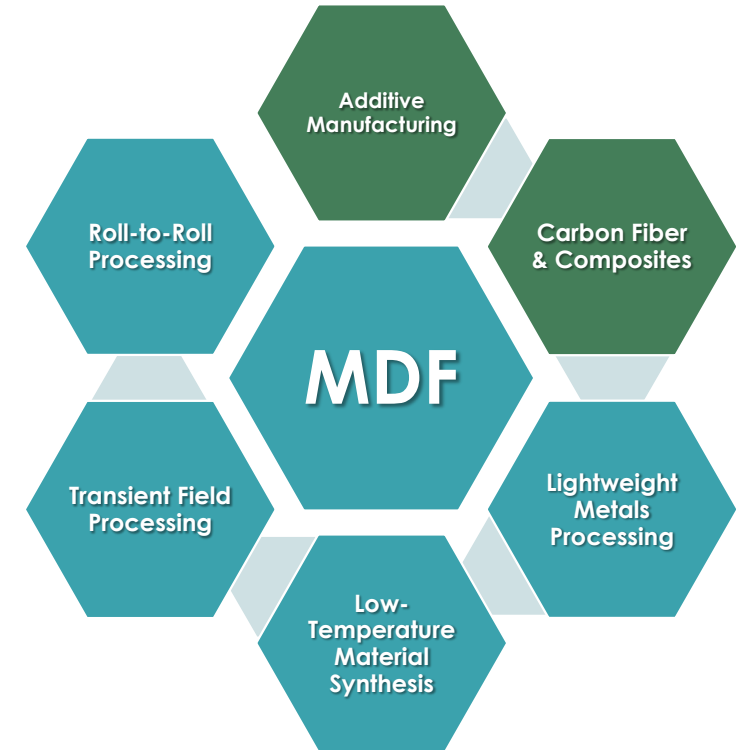 Additive
Manufacturing
Roll-to-Roll
Processing
Carbon Fiber
& Composites
MDF
Transient Field
Processing
Lightweight
Metals
Processing
Low-
Temperature
Material
Synthesis